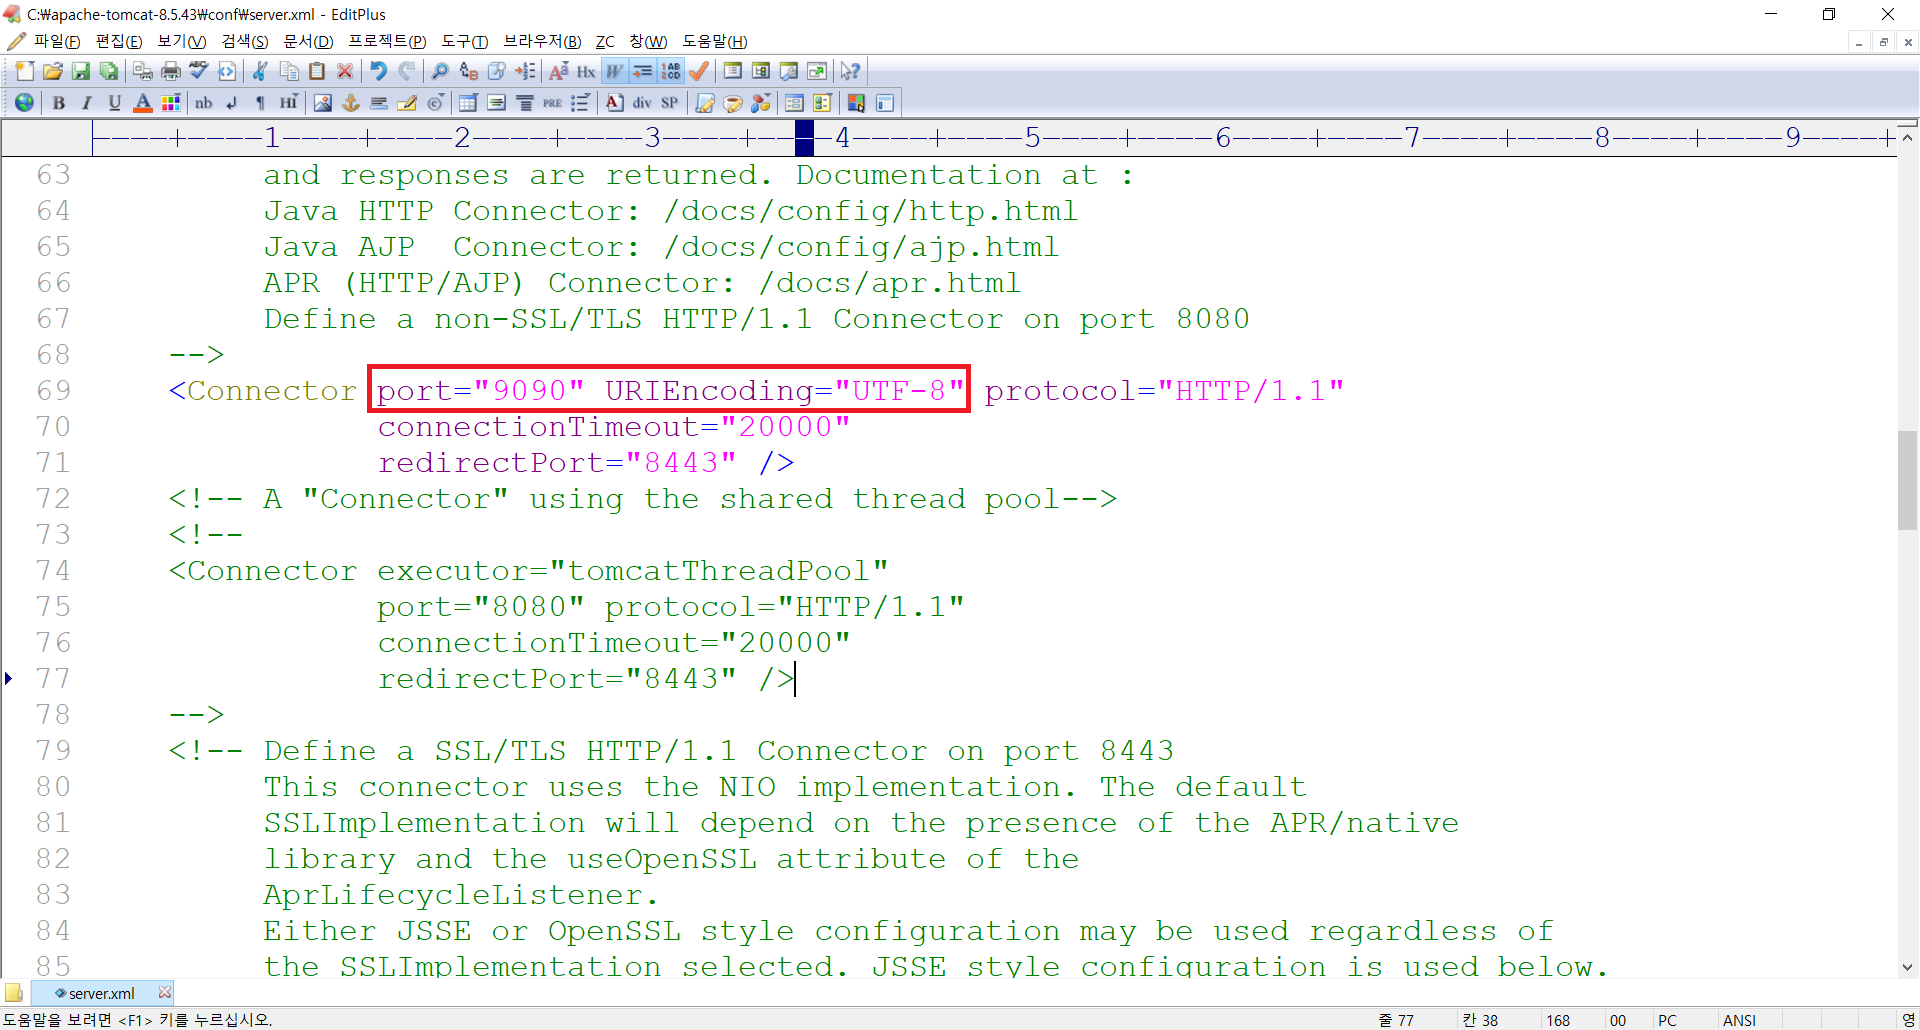 C:₩apache-tomcat-8.5.43₩conf₩server.xml - EditPlus
파일(F) 편집(E) 보기(V) 검색(S) 문서(D) 프로젝트(P) 도구(T) 브라우저(B) ZC 창(W) 도움말(H)
B I U A nb ¶ HI PRE A div SP
----+----1----+----2----+----3----+----4----+----5----+----6----+----7----+----8----+----9----+
63 and responses are returned. Documentation at :
64 Java HTTP Connector: /docs/config/http.html
65 Java AJP  Connector: /docs/config/ajp.html
66 APR (HTTP/AJP) Connector: /docs/apr.html
67 Define a non-SSL/TLS HTTP/1.1 Connector on port 8080
68 -->
69 <Connector port="9090" URIEncoding="UTF-8" protocol="HTTP/1.1"
70 connectionTimeout="20000"
71 redirectPort="8443" />
72 <!-- A "Connector" using the shared thread pool-->
73 <!--
74 <Connector executor="tomcatThreadPool"
75 port="8080" protocol="HTTP/1.1"
76 connectionTimeout="20000"
77 redirectPort="8443" />
78 -->
79 <!-- Define a SSL/TLS HTTP/1.1 Connector on port 8443
80 This connector uses the NIO implementation. The default
81 SSLImplementation will depend on the presence of the APR/native
82 library and the useOpenSSL attribute of the
83 AprLifecycleListener.
84 Either JSSE or OpenSSL style configuration may be used regardless of
85 the SSLImplementation selected. JSSE style configuration is used below.
server.xml
도움말을 보려면 <F1> 키를 누르십시오. 줄 77 칸 38 168 00 PC ANSI 영